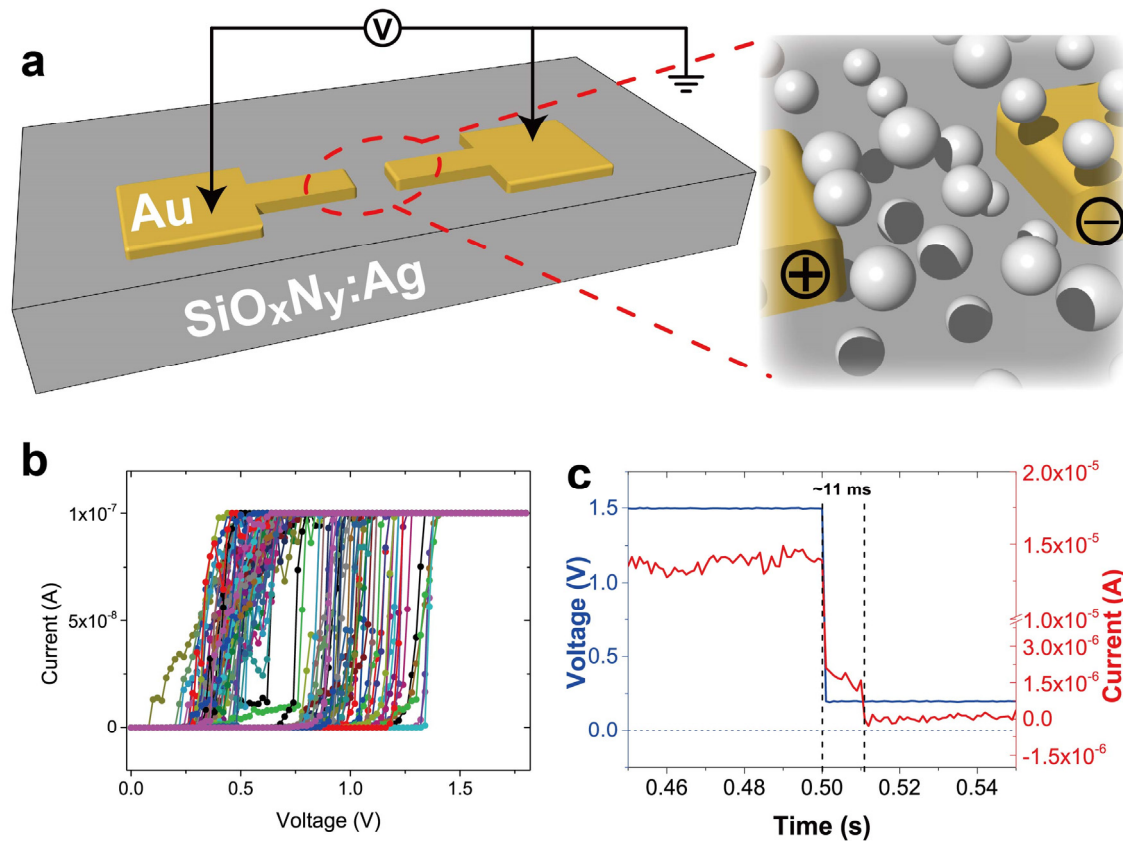 a
V
Au
SiOxNy:Ag
+
−
b
1x10-7
5x10-8
0
Current (A)
0.0
0.5
1.0
1.5
Voltage (V)
c
~11 ms
1.5
1.0
0.5
0.0
Voltage (V)
2.0x10-5
1.5x10-5
1.0x10-5
3.0x10-6
1.5x10-6
0.0
-1.5x10-6
Current (A)
0.46
0.48
0.50
0.52
0.54
Time (s)